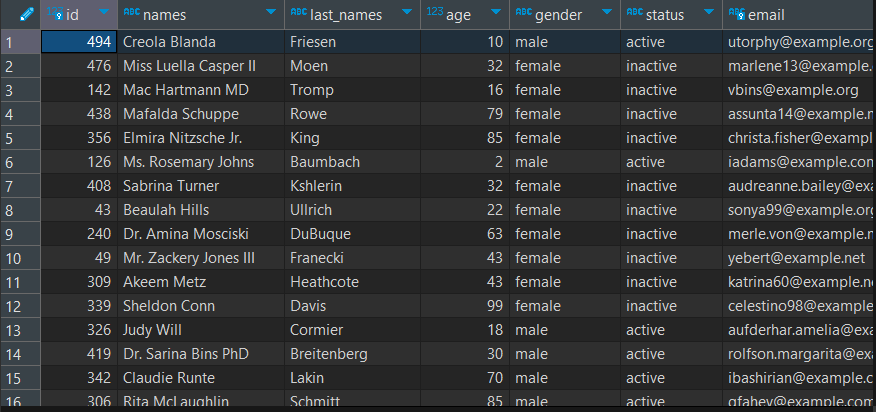 id names last_names age gender status email
1 494 Creola Blanda Friesen 10 male active utorphy@example.org
2 476 Miss Luella Casper II Moen 32 female inactive marlene13@example.
3 142 Mac Hartmann MD Tromp 16 female inactive vbins@example.org
4 438 Mafalda Schuppe Rowe 79 female inactive assunta14@example.n
5 356 Elmira Nitzsche Jr. King 85 female inactive christa.fisher@example
6 126 Ms. Rosemary Johns Baumbach 2 male active iadams@example.com
7 408 Sabrina Turner Kshlerin 32 female inactive audreanne.bailey@exa
8 43 Beaulah Hills Ullrich 22 female inactive sonya99@example.org
9 240 Dr. Amina Mosciski DuBuque 63 female inactive merle.von@example.
10 49 Mr. Zackery Jones III Franecki 43 female inactive yebert@example.net
11 309 Akeem Metz Heathcote 43 female inactive katrina60@example.ne
12 339 Sheldon Conn Davis 99 female inactive celestino98@example
13 326 Judy Will Cormier 18 male active aufderhar.amelia@exa
14 419 Dr. Sarina Bins PhD Breitenberg 30 male active rolfson.margarita@exa
15 342 Claudie Runte Lakin 70 male active ibashirian@example.co
16 306 Rita McLaughlin Schmitt 85 male active gfahey@example.com